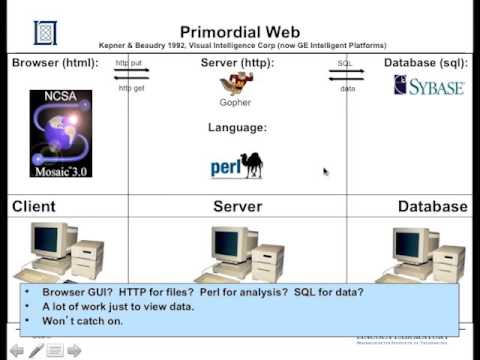 Primordial Web
Kepner & Beaudry 1992, Visual Intelligence Corp (now GE Intelligent Platforms)
Browser (html):
http put
http get
Server (http):
SQL
data
Database (sql):
NCSA
Mosaic 3.0
Gopher
SYBASE
Language:
perl
Client
Server
Database
• Browser GUI? HTTP for files? Perl for analysis? SQL for data?
• A lot of work just to view data.
• Won't catch on.